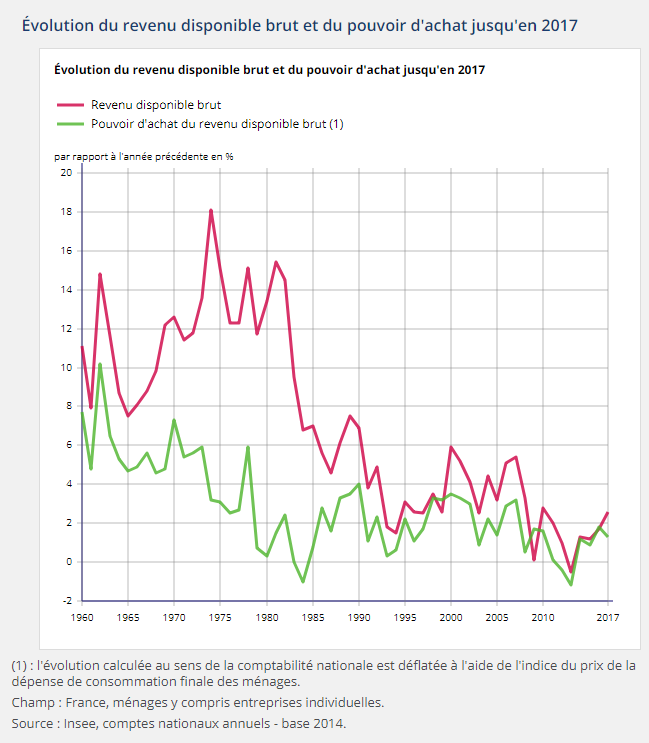 Évolution du revenu disponible brut et du pouvoir d'achat jusqu'en 2017
Évolution du revenu disponible brut et du pouvoir d'achat jusqu'en 2017
Revenu disponible brut
Pouvoir d'achat du revenu disponible brut (1)
par rapport à l'année précédente en %
20
18
16
14
12
10
8
6
4
2
0
-2
1960 1965 1970 1975 1980 1985 1990 1995 2000 2005 2010 2017
(1) : l'évolution calculée au sens de la comptabilité nationale est déflatée à l'aide de l'indice du prix de la
dépense de consommation finale des ménages.
Champ : France, ménages y compris entreprises individuelles.
Source : Insee, comptes nationaux annuels - base 2014.